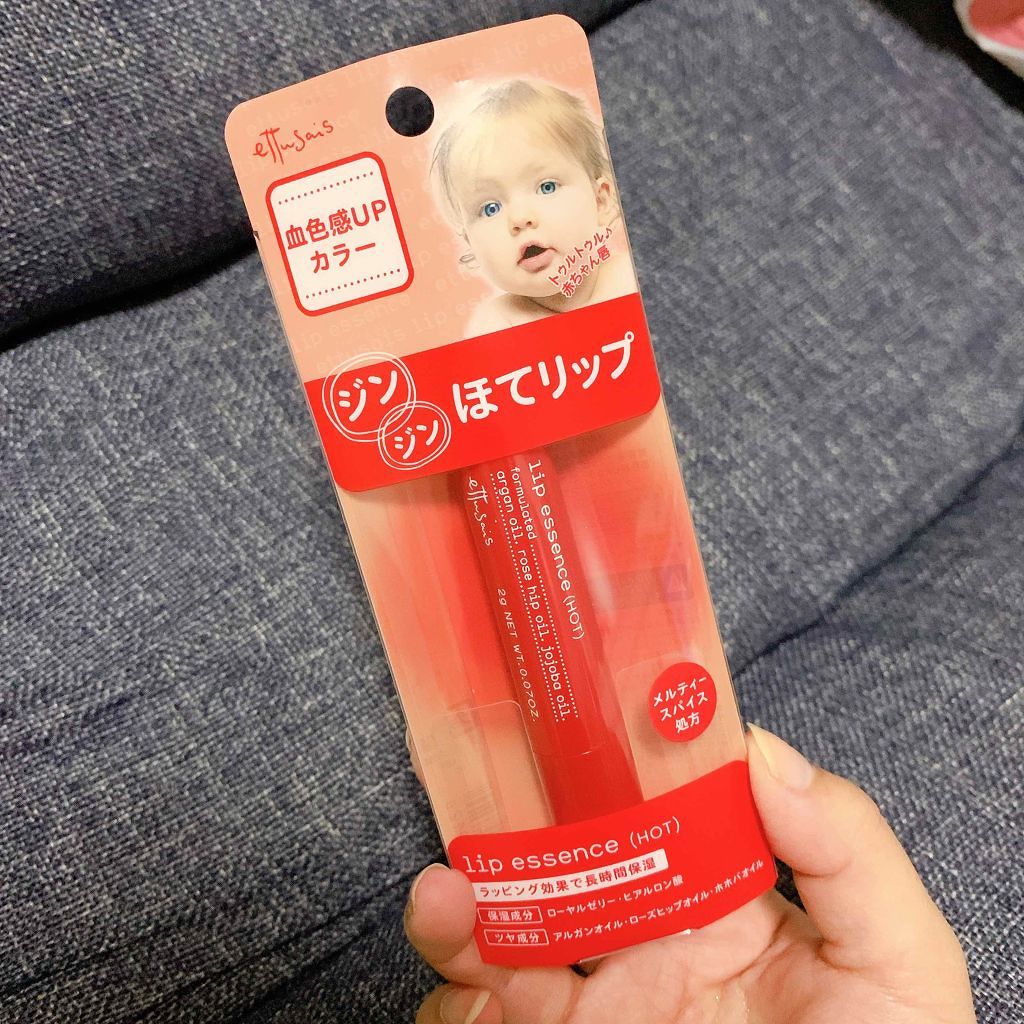 ettusais
血色感UP
カラー
トゥルトゥル♪
赤ちゃん唇
ジン
ジン
ほてリップ
lip essence (HOT)
formulated
argan oil, rose hip oil, jojoba oil.
ettusais
2g NET WT.0.07OZ.
メルティー
スパイス
処方
lip essence (HOT)
ラッピング効果で長時間保湿
保湿成分 ローヤルゼリー・ヒアルロン酸
ツヤ成分 アルガンオイル・ローズヒップオイル・ホホバオイル